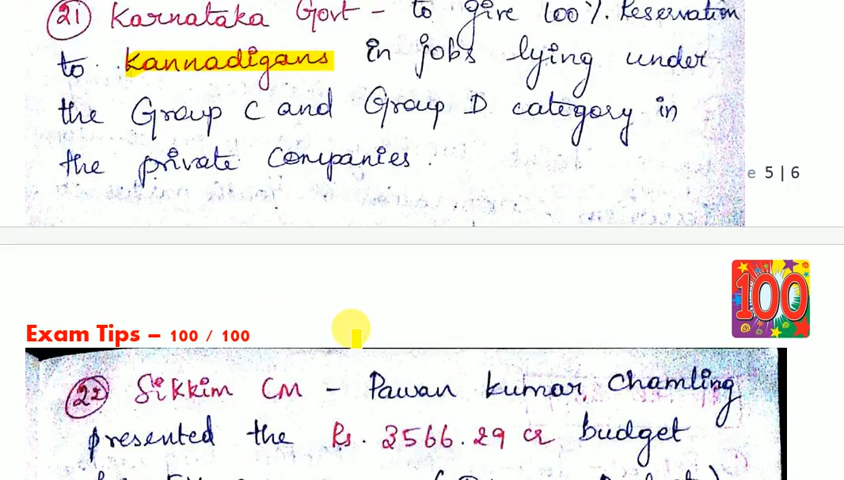 21 Karnataka Govt - to give 100%. Reservation
to kannadigans in jobs lying under
the Group C and Group D category in
the private Companies.
e 5|6
100
Exam Tips – 100 / 100
22 Sikkim CM - Pawan kumar Chamling
presented the Rs. 3566.29 cr budget